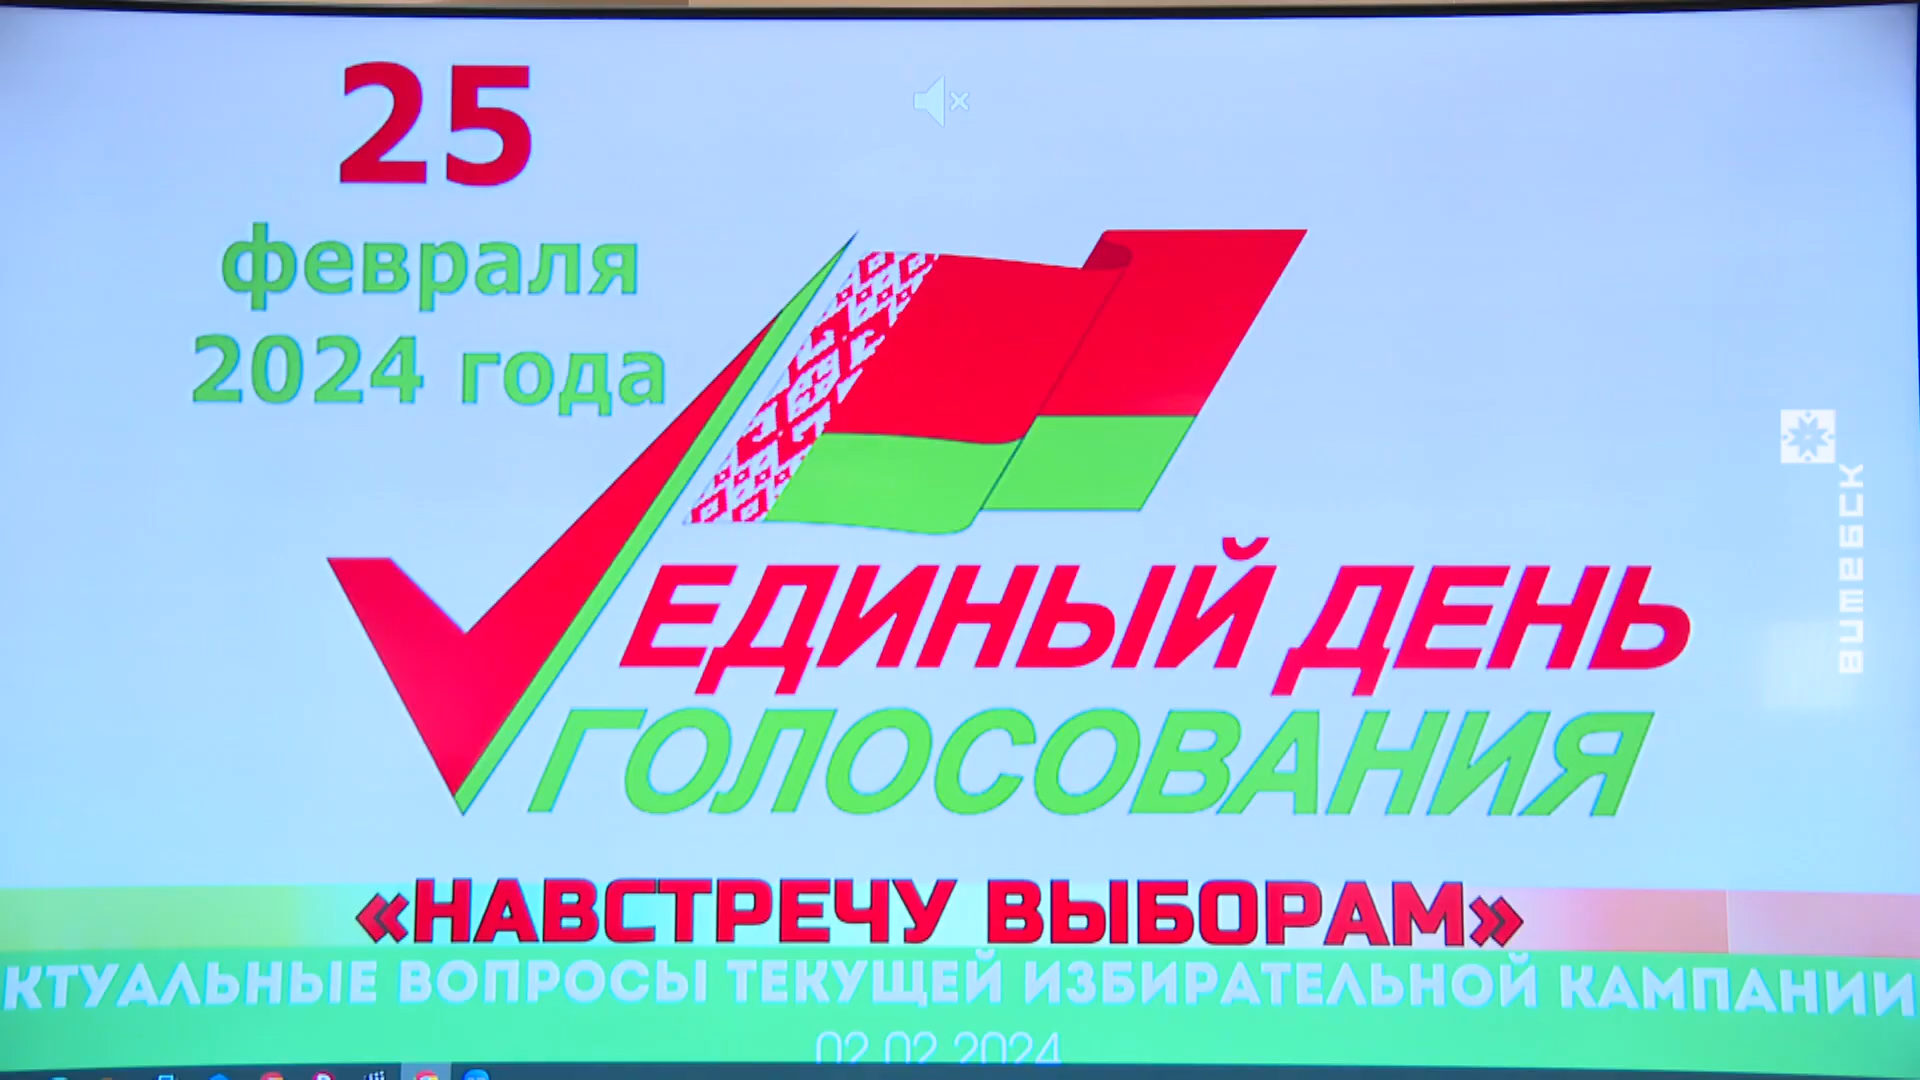 25
февраля
2024 года
ЕДИНЫЙ ДЕНЬ
ГОЛОСОВАНИЯ
«НАВСТРЕЧУ ВЫБОРАМ»
КТУАЛЬНЫЕ ВОПРОСЫ ТЕКУЩЕЙ ИЗБИРАТЕЛЬНОЙ КАМПАНИИ
02.02.2024
витебск